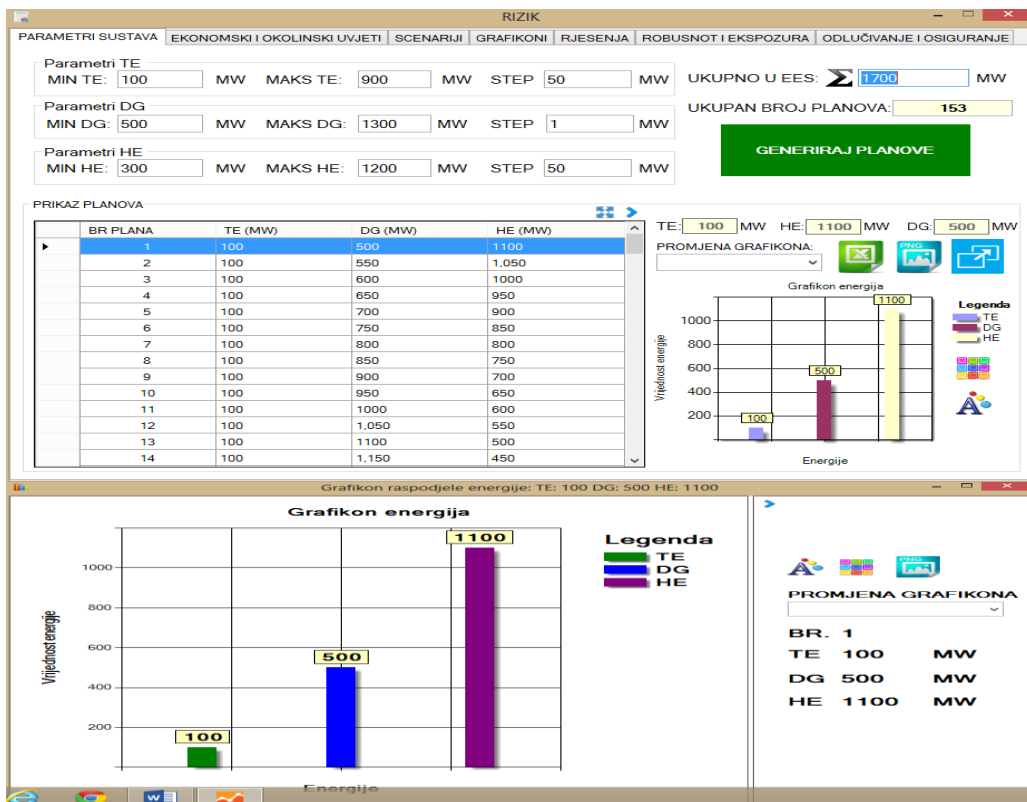 RIZIK
PARAMETRI SUSTAVA EKONOMSKI I OKOLINSKI UVJETI SCENARIJI GRAFIKONI RJESENJA ROBUSNOT I EKSPOZURA ODLUČIVANJE I OSIGURANJE
Parametri TE
MIN TE: 100 MW MAKS TE: 900 MW STEP 50 MW
UKUPNO U EES: Σ 1700 MW
Parametri DG
MIN DG: 500 MW MAKS DG: 1300 MW STEP 1 MW
UKUPAN BROJ PLANOVA: 153
Parametri HE
MIN HE: 300 MW MAKS HE: 1200 MW STEP 50 MW
GENERIRAJ PLANOVE
PRIKAZ PLANOVA
BR PLANA TE (MW) DG (MW) HE (MW)
1 100 500 1100
2 100 550 1,050
3 100 600 1000
4 100 650 950
5 100 700 900
6 100 750 850
7 100 800 800
8 100 850 750
9 100 900 700
10 100 950 650
11 100 1000 600
12 100 1,050 550
13 100 1100 500
14 100 1,150 450
TE: 100 MW HE: 1100 MW DG: 500 MW
PROMJENA GRAFIKONA:
PNG
Grafikon energija
1100
1000
800
600
400
200
500
100
Vrijednost energije
Energije
Legenda
TE
DG
HE
A
Grafikon raspodjele energije: TE: 100 DG: 500 HE: 1100
Grafikon energija
1100
1000
800
600
400
200
500
100
Vrijednost energije
Energije
Legenda
TE
DG
HE
A
PNG
PROMJENA GRAFIKONA
BR. 1
TE 100 MW
DG 500 MW
HE 1100 MW
W